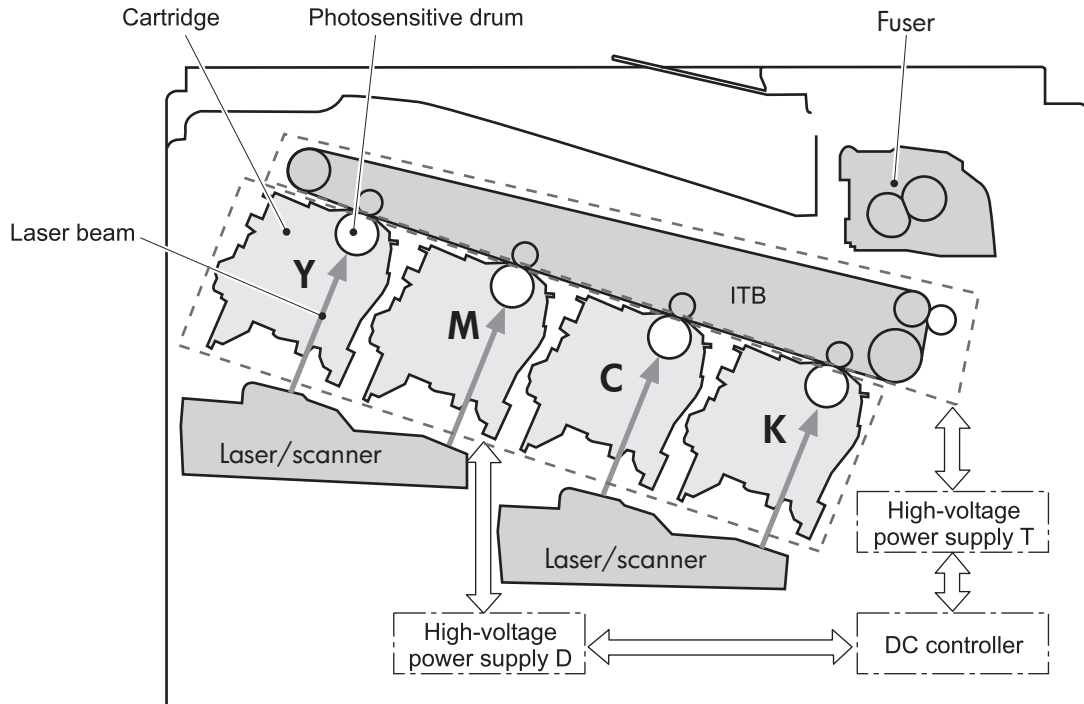 Cartridge
Photosensitive drum
Fuser
Laser beam
Y
M
ITB
C
K
Laser/scanner
High-voltage
power supply T
Laser/scanner
High-voltage
power supply D
DC controller